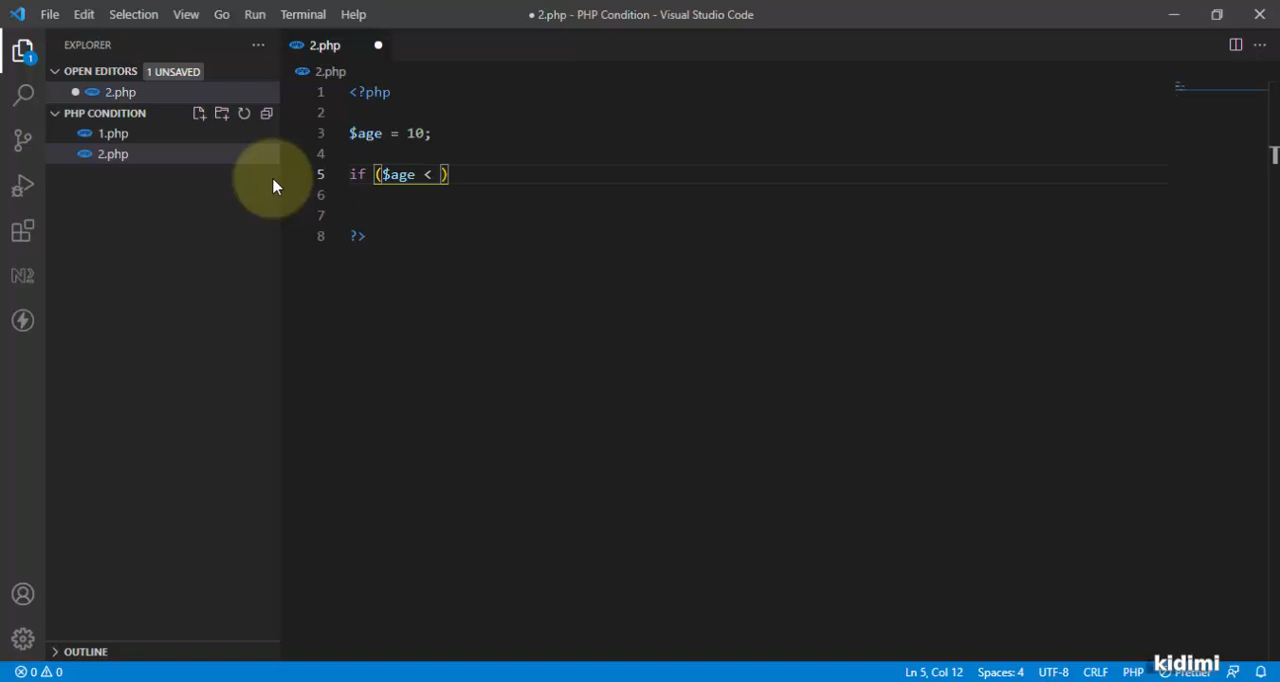 File Edit Selection View Go Run Terminal Help
● 2.php - PHP Condition - Visual Studio Code
EXPLORER
OPEN EDITORS 1 UNSAVED
2.php
PHP CONDITION
1.php
2.php
OUTLINE
2.php
2.php
1 <?php
2
3 $age = 10;
4
5 if ($age < )
6
7
8 ?>
1
N2
0 0
Ln 5, Col 12 Spaces: 4 UTF-8 CRLF PHP Prettier
kidimi